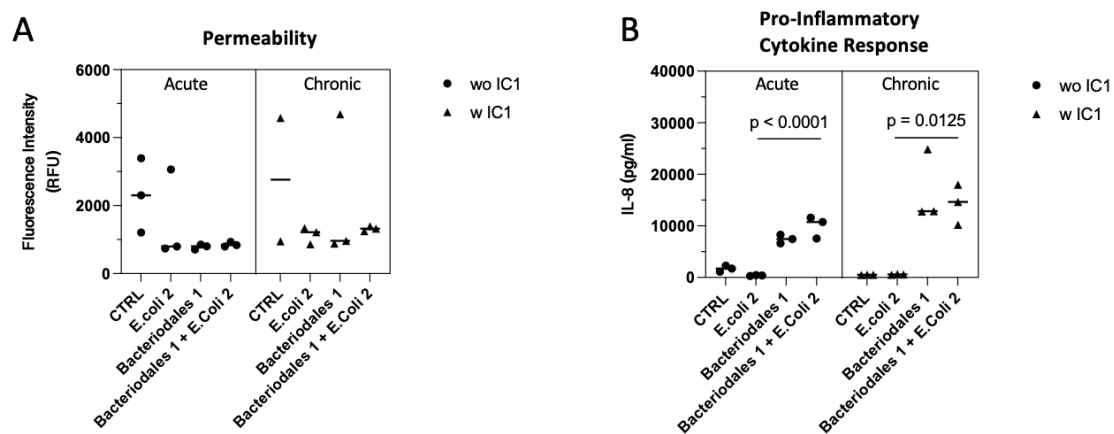 A
Permeability
Fluorescence Intensity
(RFU)
6000
4000
2000
0
Acute
Chronic
CTRL
E.coli 2
Bacteriodales 1
Bacteriodales 1 + E.Coli 2
CTRL
E.coli 2
Bacteriodales 1
Bacteriodales 1 + E.Coli 2
wo IC1
w IC1
B
Pro-Inflammatory
Cytokine Response
IL-8 (pg/ml)
40000
30000
20000
10000
0
Acute
Chronic
p < 0.0001
p = 0.0125
CTRL
E.coli 2
Bacteriodales 1
Bacteriodales 1 + E.Coli 2
CTRL
E.coli 2
Bacteriodales 1
Bacteriodales 1 + E.Coli 2
wo IC1
w IC1